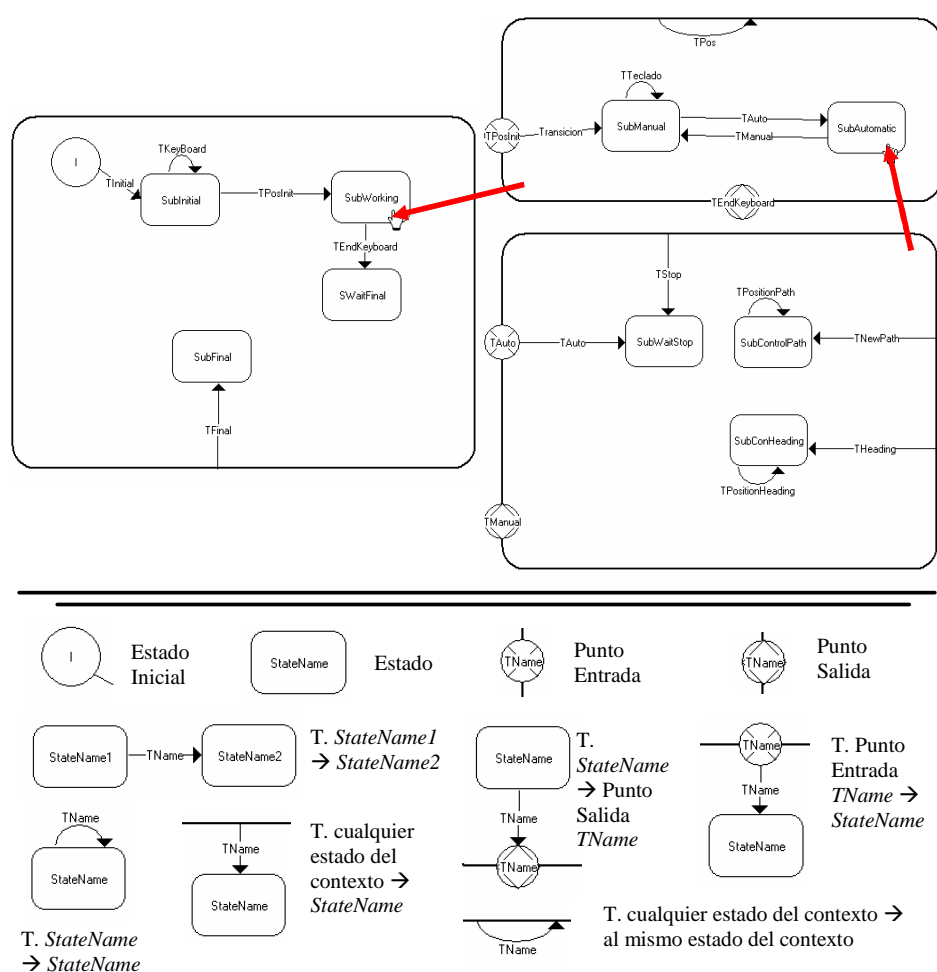 TPos
TTeclado
SubManual
TAuto
TManual
SubAutomatic
TPosInit
Transicion
TEndKeyboard
I
TInitial
TKeyBoard
SubInitial
TPosInit
SubWorking
TEndKeyboard
SWaitFinal
SubFinal
TFinal
TStop
TAuto
TAuto
SubWaitStop
TPositionPath
SubControlPath
TNewPath
SubConHeading
THeading
TPositionHeading
TManual
I
Estado
Inicial
StateName
Estado
TName
Punto
Entrada
TName
Punto
Salida
StateName1
TName
StateName2
T. StateName1
→ StateName2
StateName
TName
TName
T.
StateName
→ Punto
Salida
TName
TName
TName
StateName
T. Punto
Entrada
TName →
StateName
TName
StateName
T. StateName
→ StateName
TName
StateName
T. cualquier
estado del
contexto →
StateName
TName
T. cualquier estado del contexto →
al mismo estado del contexto